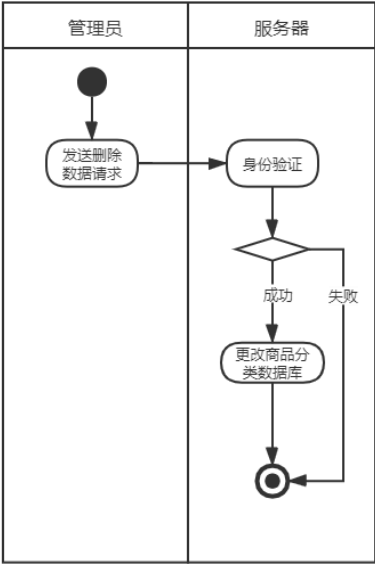 管理员
服务器
发送删除
数据请求
身份验证
成功
失败
更改商品分
类数据库